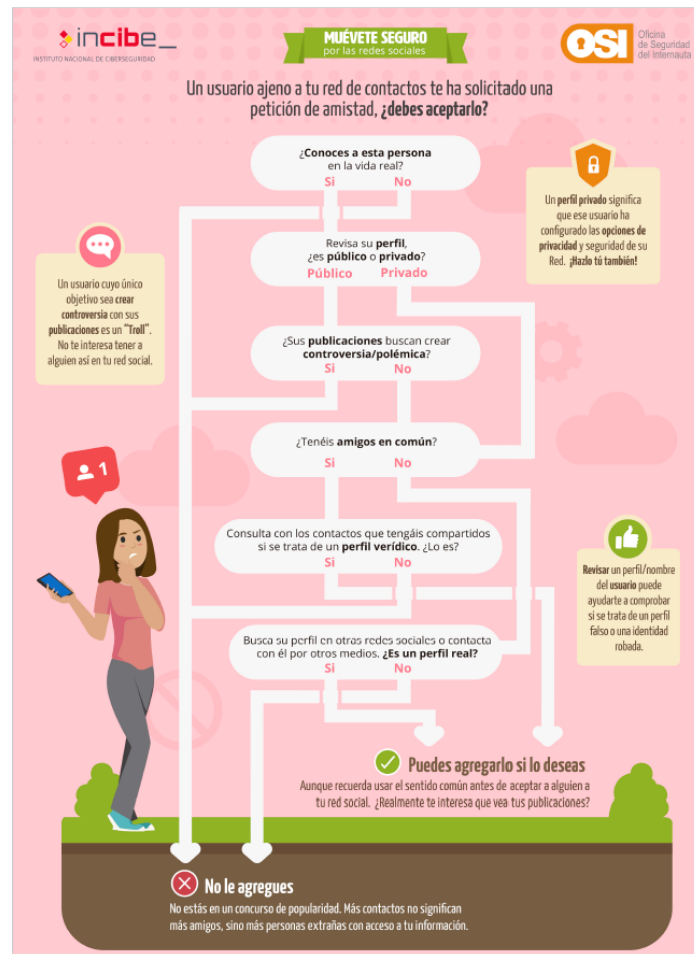 incibe_
INSTITUTO NACIONAL DE CIBERSEGURIDAD
MUÉVETE SEGURO
por las redes sociales
OSI
Oficina
de Seguridad
del Internauta
Un usuario ajeno a tu red de contactos te ha solicitado una
petición de amistad, ¿debes aceptarlo?
¿Conoces a esta persona
en la vida real?
Si No
Un perfil privado significa
que ese usuario ha
configurado las opciones de
privacidad y seguridad de su
Red. ¡Hazlo tú también!
Revisa su perfil,
¿es público o privado?
Público Privado
Un usuario cuyo único
objetivo sea crear
controversia con sus
publicaciones es un “Troll”.
No te interesa tener a
alguien así en tu red social.
¿Sus publicaciones buscan crear
controversia/polémica?
Si No
¿Tenéis amigos en común?
Si No
1
Consulta con los contactos que tengáis compartidos
si se trata de un perfil verídico. ¿Lo es?
Si No
Revisar un perfil/nombre
del usuario puede
ayudarte a comprobar
si se trata de un perfil
falso o una identidad
robada.
Busca su perfil en otras redes sociales o contacta
con él por otros medios. ¿Es un perfil real?
Si No
Puedes agregarlo si lo deseas
Aunque recuerda usar el sentido común antes de aceptar a alguien a
tu red social. ¿Realmente te interesa que vea tus publicaciones?
No le agregues
No estás en un concurso de popularidad. Más contactos no significan
más amigos, sino más personas extrañas con acceso a tu información.